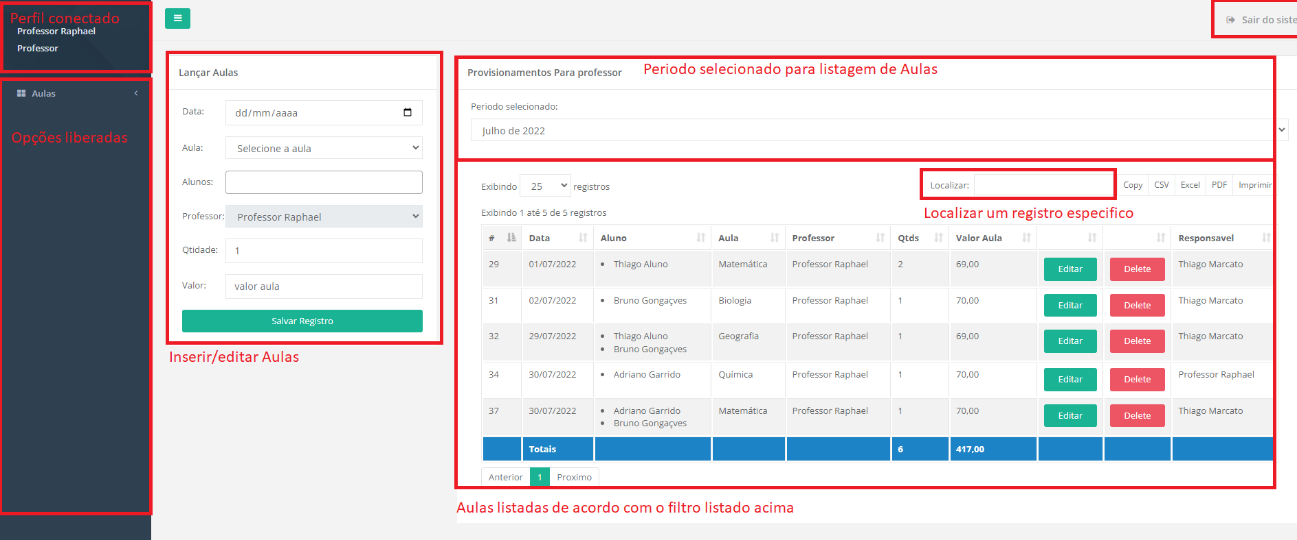 Perfil conectado
Professor Raphael
Professor
Sair do siste
Aulas
Opções liberadas
Lançar Aulas
Data: dd/mm/aaaa
Aula: Selecione a aula
Alunos:
Professor: Professor Raphael
Qtidade: 1
Valor: valor aula
Salvar Registro
Inserir/editar Aulas
Provisionamentos Para professor Periodo selecionado para listagem de Aulas
Periodo selecionado:
Julho de 2022
Exibindo 25 registros Localizar: Copy CSV Excel PDF Imprimir
Exibindo 1 até 5 de 5 registros Localizar um registro especifico
# Data Aluno Aula Professor Qtds Valor Aula Responsavel
29 01/07/2022 • Thiago Aluno Matemática Professor Raphael 2 69,00 Editar Delete Thiago Marcato
31 02/07/2022 • Bruno Gongaçves Biologia Professor Raphael 1 70,00 Editar Delete Thiago Marcato
32 29/07/2022 • Thiago Aluno Geografia Professor Raphael 1 69,00 Editar Delete Thiago Marcato
• Bruno Gongaçves
34 30/07/2022 • Adriano Garrido Química Professor Raphael 1 70,00 Editar Delete Professor Raphael
37 30/07/2022 • Adriano Garrido Matemática Professor Raphael 1 70,00 Editar Delete Thiago Marcato
• Bruno Gongaçves
Totais 6 417,00
Anterior 1 Proximo
Aulas listadas de acordo com o filtro listado acima